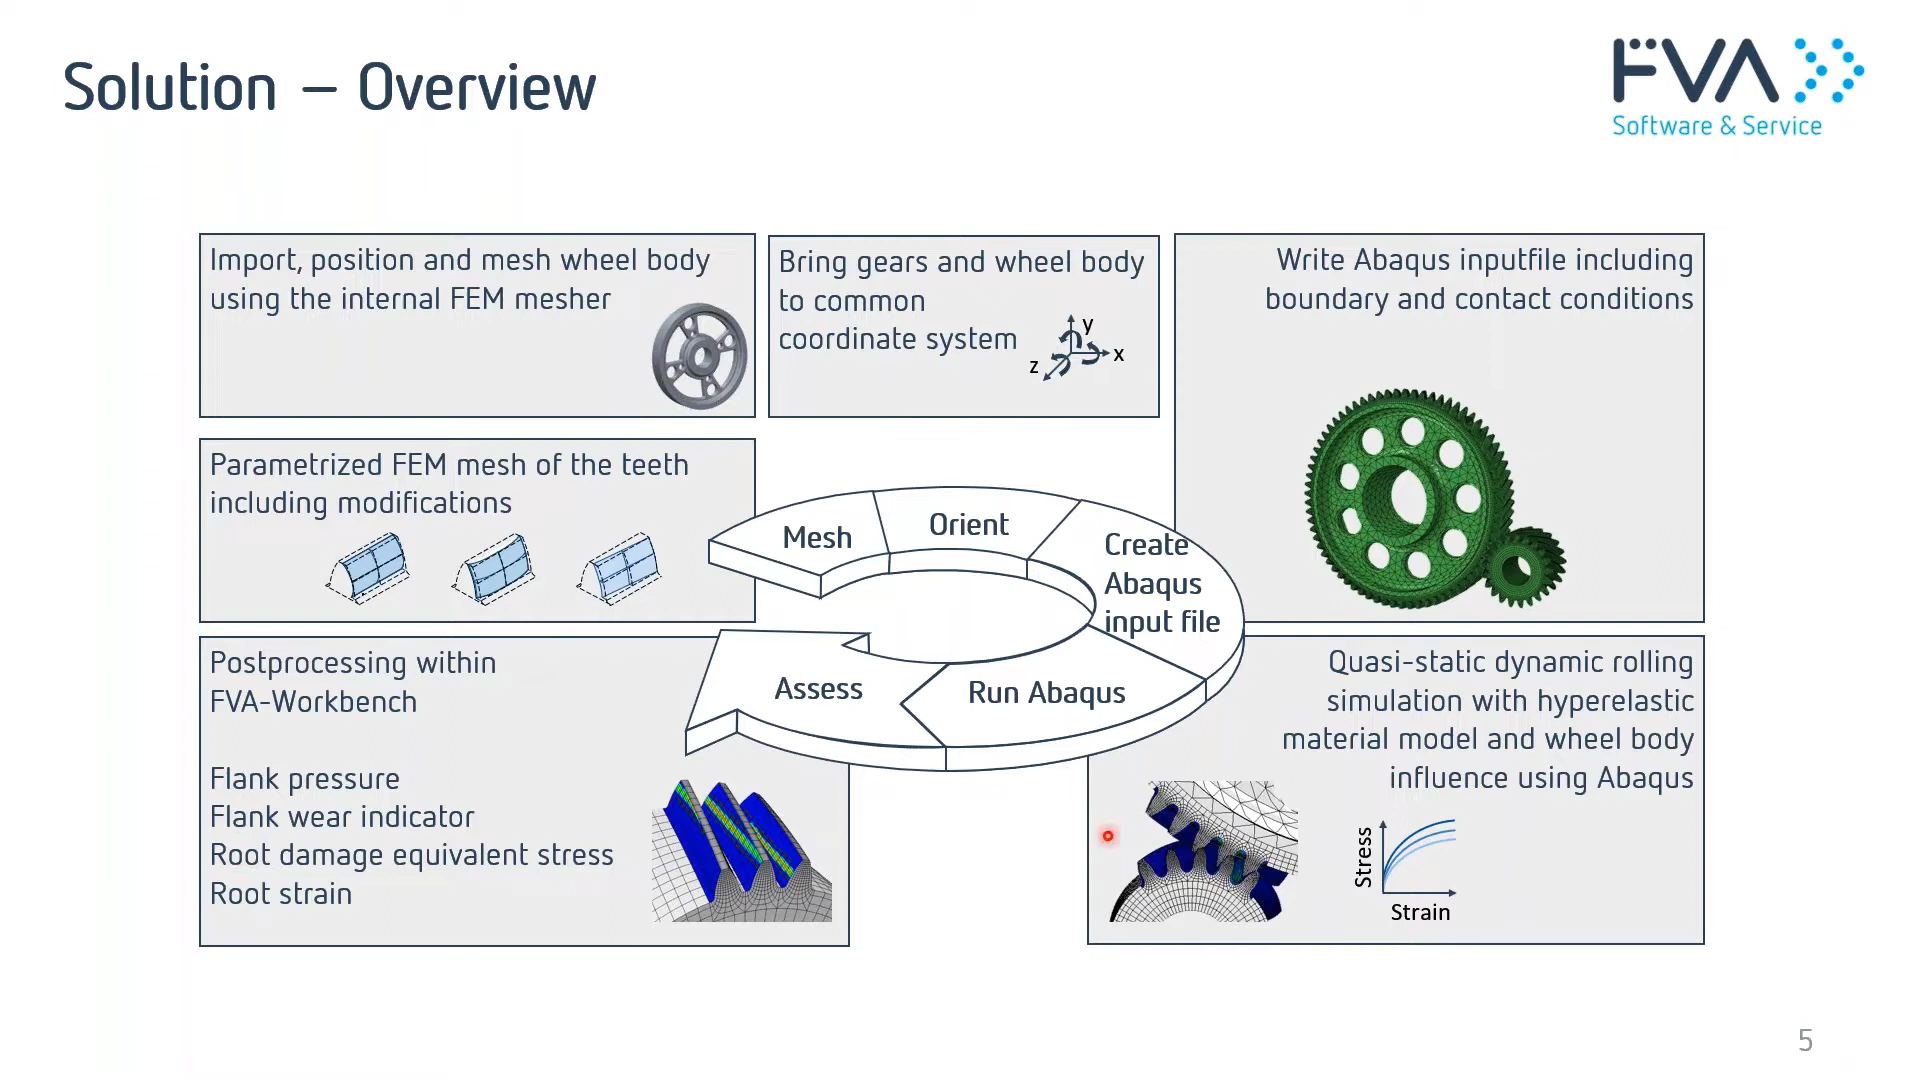 Solution – Overview
FVA
Software & Service
Import, position and mesh wheel body
using the internal FEM mesher
Bring gears and wheel body
to common
coordinate system
y
x
z
Write Abaqus inputfile including
boundary and contact conditions
Parametrized FEM mesh of the teeth
including modifications
Mesh
Orient
Create
Abaqus
input file
Run Abaqus
Assess
Postprocessing within
FVA-Workbench
Flank pressure
Flank wear indicator
Root damage equivalent stress
Root strain
Quasi-static dynamic rolling
simulation with hyperelastic
material model and wheel body
influence using Abaqus
Stress
Strain
5